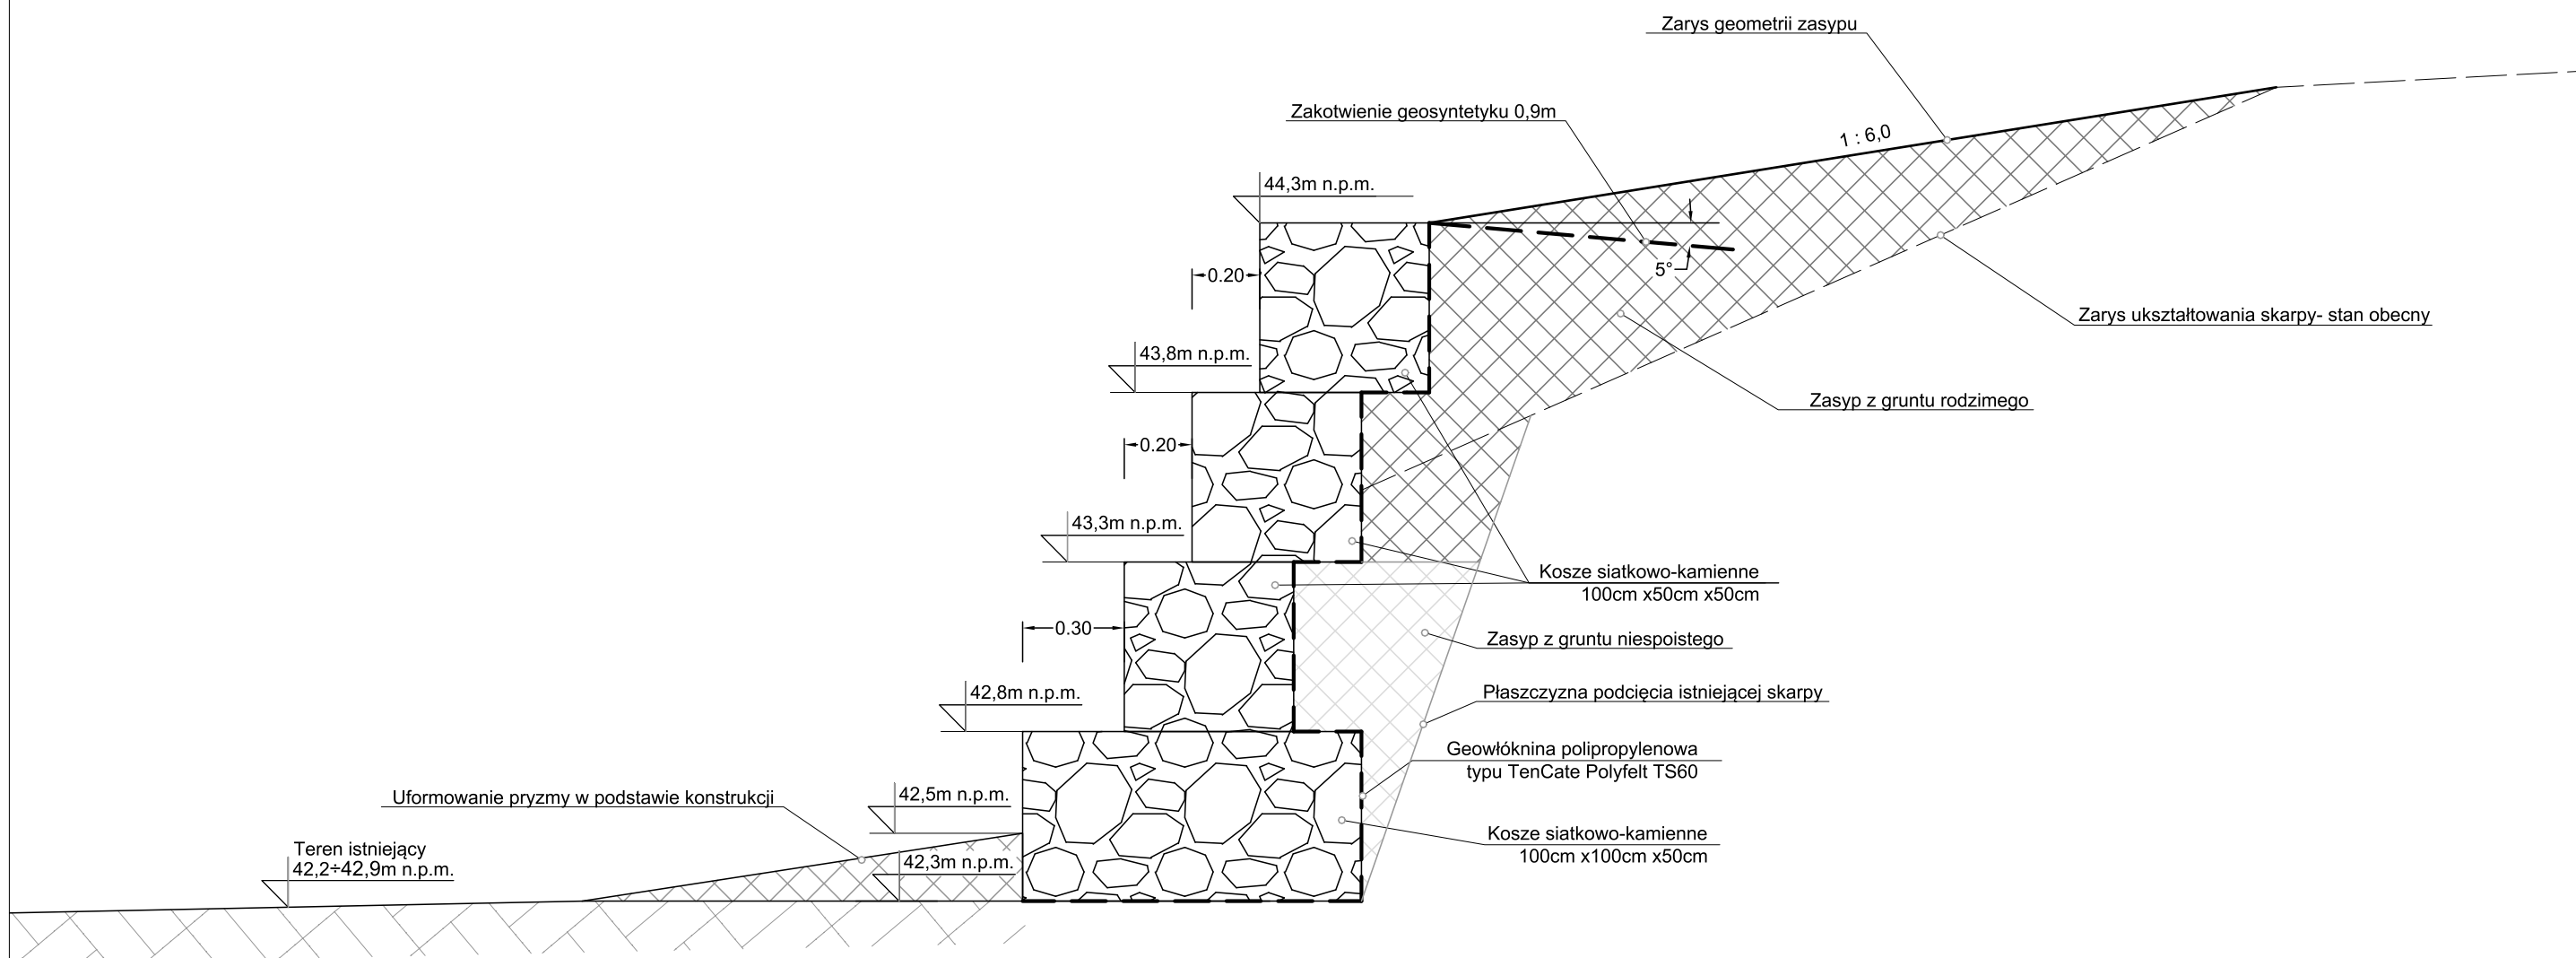 Zarys geometrii zasypu
Zakotwienie geosyntetyku 0,9m
1 : 6,0
44,3m n.p.m.
5°
0.20
Zarys ukształtowania skarpy- stan obecny
43,8m n.p.m.
Zasyp z gruntu rodzimego
0.20
43,3m n.p.m.
Kosze siatkowo-kamienne
100cm x50cm x50cm
0.30
Zasyp z gruntu niespoistego
42,8m n.p.m.
Płaszczyzna podcięcia istniejącej skarpy
Geowłóknina polipropylenowa
typu TenCate Polyfelt TS60
Uformowanie pryzmy w podstawie konstrukcji
42,5m n.p.m.
Kosze siatkowo-kamienne
100cm x100cm x50cm
Teren istniejący
42,2÷42,9m n.p.m.
42,3m n.p.m.